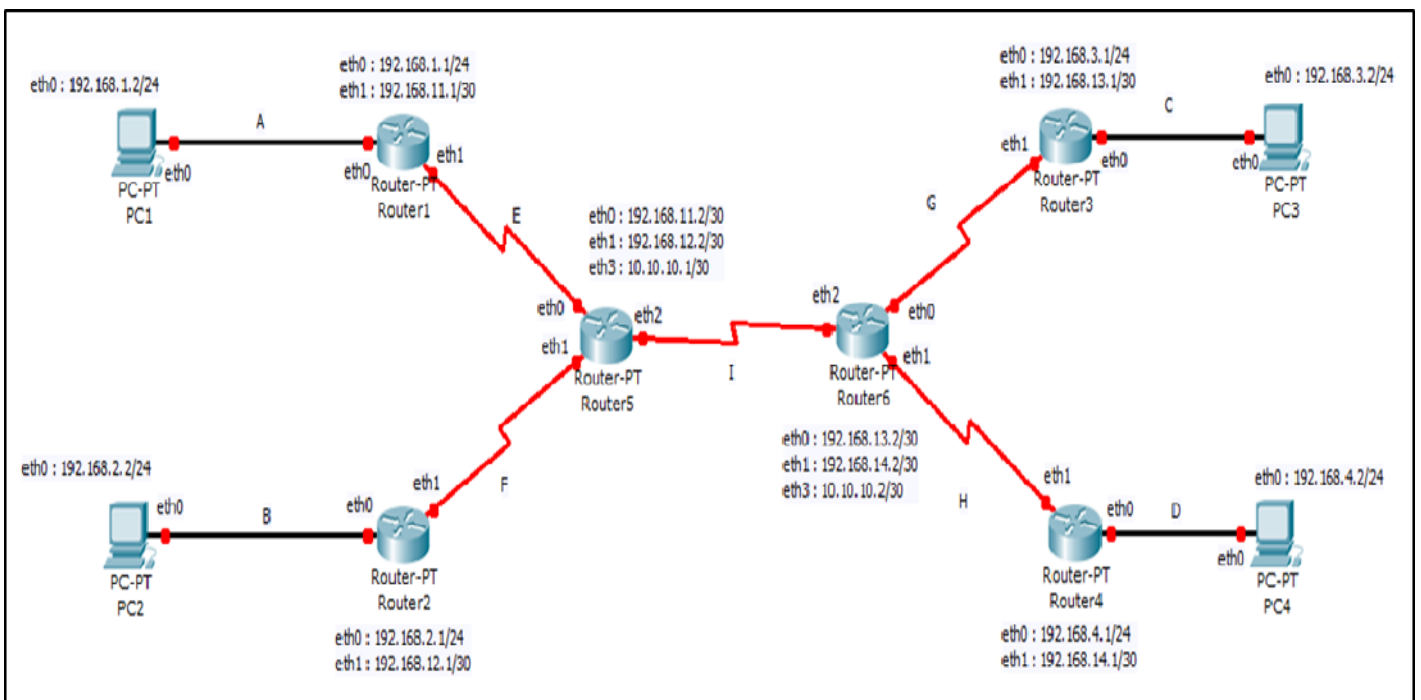 eth0 : 192.168.1.2/24
eth0 : 192.168.1.1/24
eth1 : 192.168.11.1/30
A
eth0
eth0
eth1
PC-PT
PC1
Router-PT
Router1
E
eth0 : 192.168.11.2/30
eth1 : 192.168.12.2/30
eth3 : 10.10.10.1/30
eth0
eth1
eth2
Router-PT
Router5
I
eth0 : 192.168.2.2/24
eth0
B
eth0
eth1
F
PC-PT
PC2
Router-PT
Router2
eth0 : 192.168.2.1/24
eth1 : 192.168.12.1/30
eth0 : 192.168.3.1/24
eth1 : 192.168.13.1/30
eth0 : 192.168.3.2/24
C
eth1
eth0
eth0
Router-PT
Router3
PC-PT
PC3
G
eth2
eth0
eth1
Router-PT
Router6
eth0 : 192.168.13.2/30
eth1 : 192.168.14.2/30
eth3 : 10.10.10.2/30
H
eth1
eth0
D
eth0 : 192.168.4.2/24
eth0
Router-PT
Router4
PC-PT
PC4
eth0 : 192.168.4.1/24
eth1 : 192.168.14.1/30